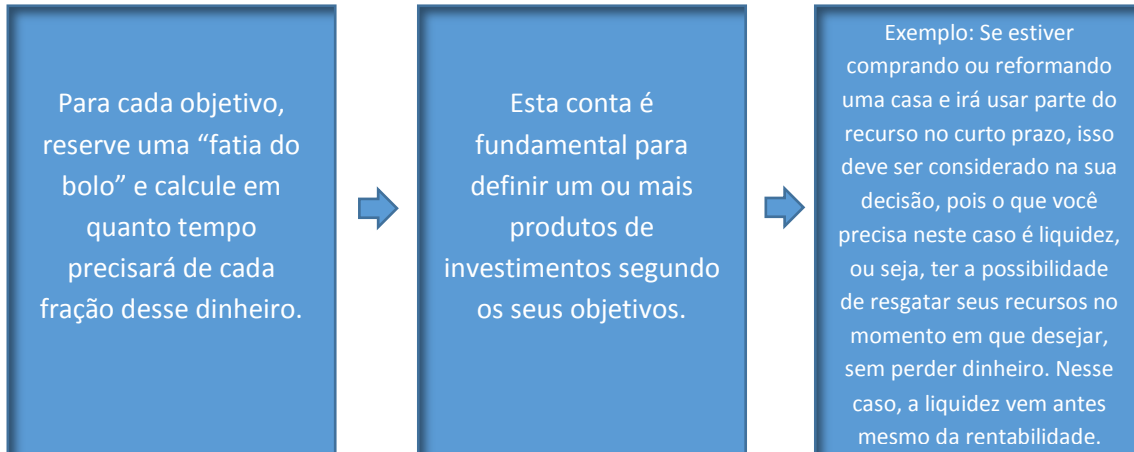 Para cada objetivo,
reserve uma “fatia do
bolo” e calcule em
quanto tempo
precisará de cada
fração desse dinheiro.
Esta conta é
fundamental para
definir um ou mais
produtos de
investimentos segundo
os seus objetivos.
Exemplo: Se estiver
comprando ou reformando
uma casa e irá usar parte do
recurso no curto prazo, isso
deve ser considerado na sua
decisão, pois o que você
precisa neste caso é liquidez,
ou seja, ter a possibilidade
de resgatar seus recursos no
momento em que desejar,
sem perder dinheiro. Nesse
caso, a liquidez vem antes
mesmo da rentabilidade.